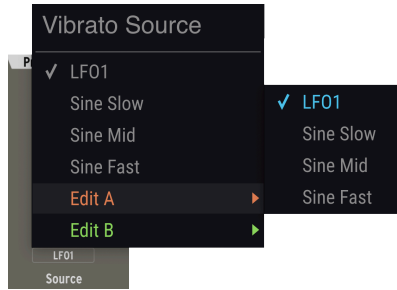 Vibrato Source
✓ LFO1
Sine Slow
Sine Mid
Sine Fast
Edit A
Edit B
✓ LFO1
Sine Slow
Sine Mid
Sine Fast
LFO1
Source